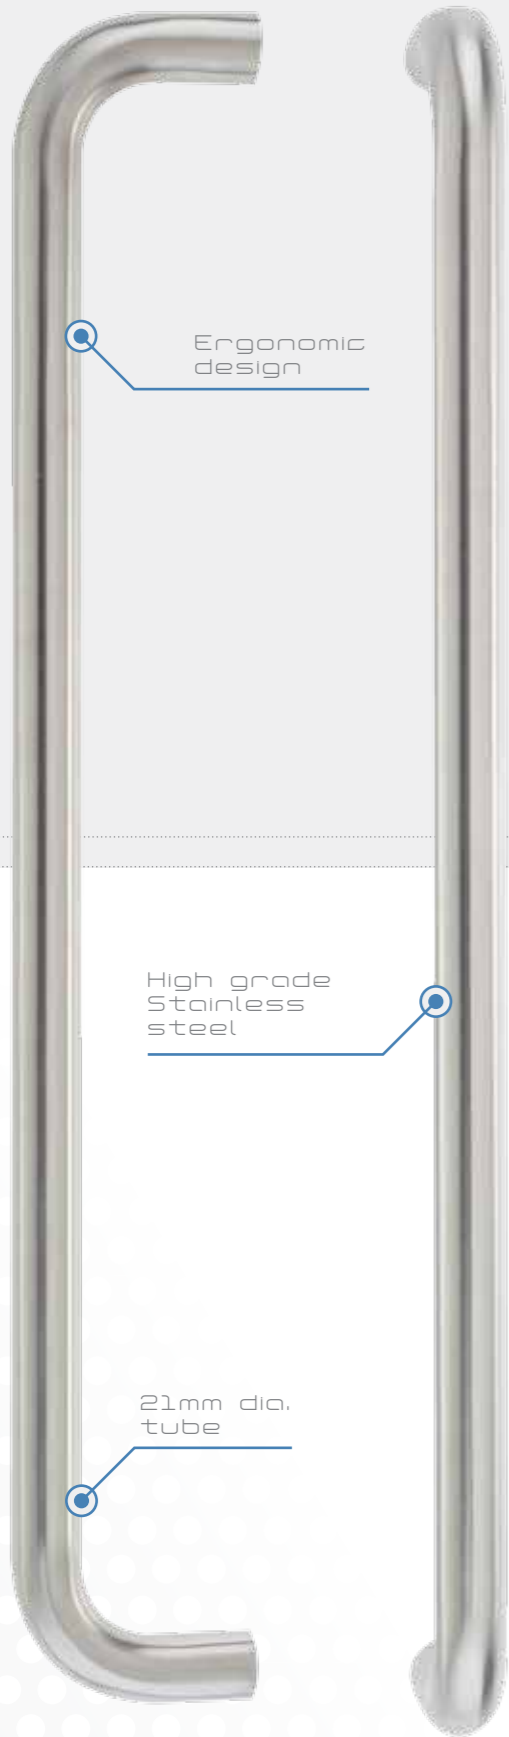 Ergonomic
design
High grade
Stainless
steel
21mm dia.
tube